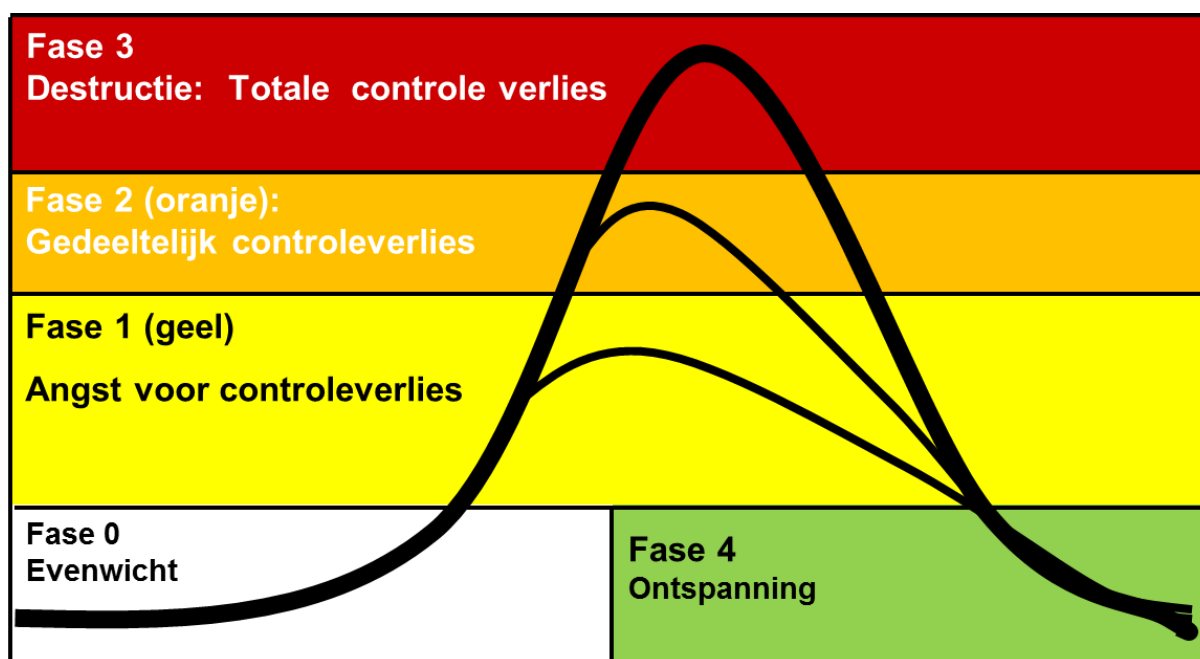 Fase 3
Destructie: Totale controle verlies
Fase 2 (oranje):
Gedeeltelijk controleverlies
Fase 1 (geel)
Angst voor controleverlies
Fase 0
Evenwicht
Fase 4
Ontspanning